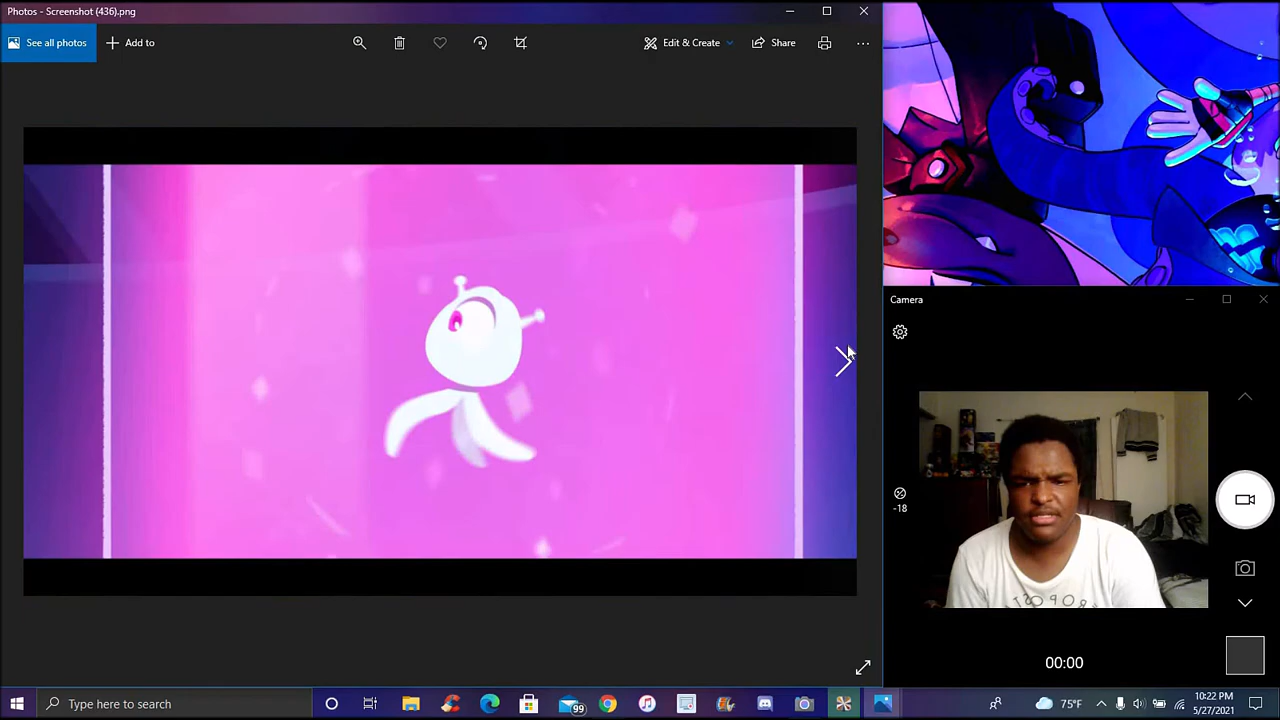 Photos - Screenshot (436).png
See all photos
Add to
Edit & Create
Share
Camera
-18
00:00
Type here to search
99
75°F
10:22 PM
5/27/2021